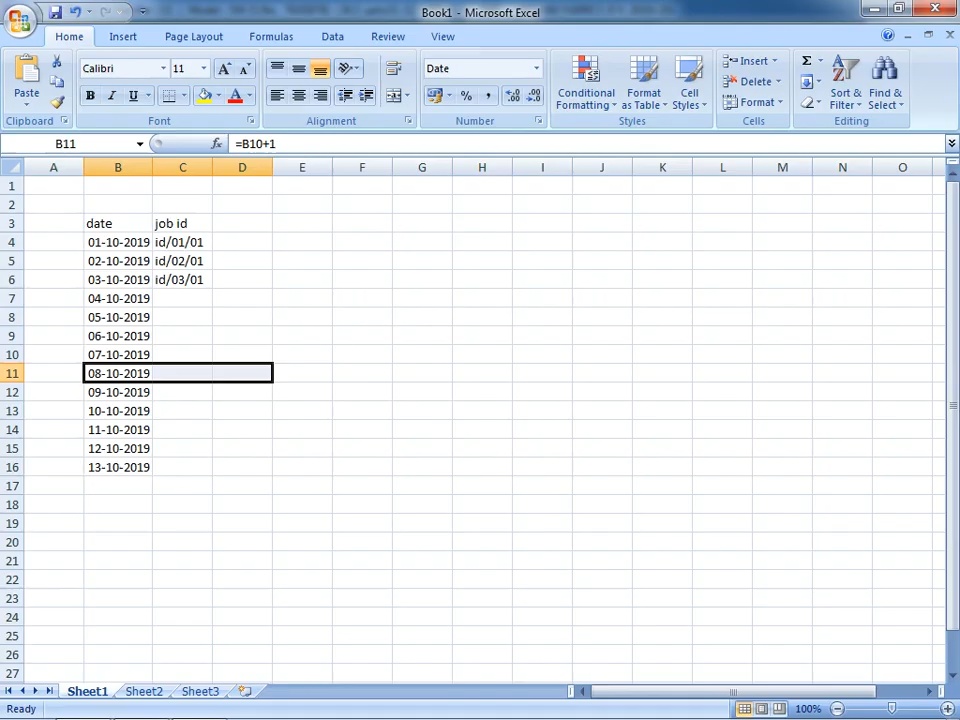 Book1 - Microsoft Excel
Home Insert Page Layout Formulas Data Review View
Paste
Clipboard
Calibri 11
B I U A
Font
Alignment
Date
% , .00
Number
Conditional Formatting
Format as Table
Cell Styles
Styles
Insert
Delete
Format
Cells
Σ
Sort & Filter
Find & Select
Editing
B11 fx =B10+1
A B C D E F G H I J K L M N O
1
2
3 date job id
4 01-10-2019 id/01/01
5 02-10-2019 id/02/01
6 03-10-2019 id/03/01
7 04-10-2019
8 05-10-2019
9 06-10-2019
10 07-10-2019
11 08-10-2019
12 09-10-2019
13 10-10-2019
14 11-10-2019
15 12-10-2019
16 13-10-2019
17
18
19
20
21
22
23
24
25
26
27
Sheet1 Sheet2 Sheet3
Ready 100%